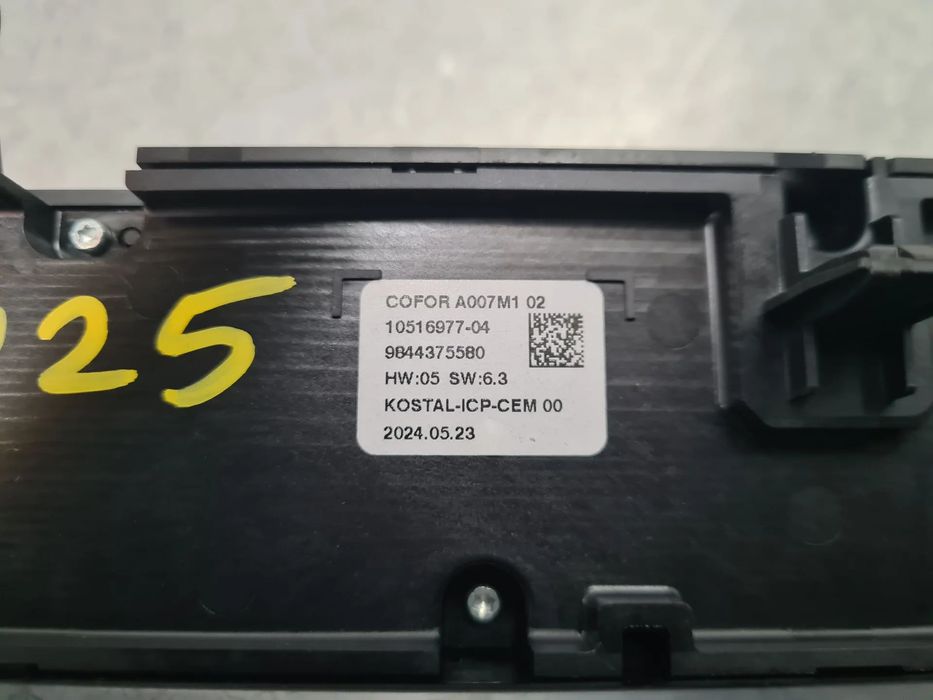 COFOR A007M1 02
10516977-04
9844375580
HW:05 SW:6.3
KOSTAL-ICP-CEM 00
2024.05.23
25